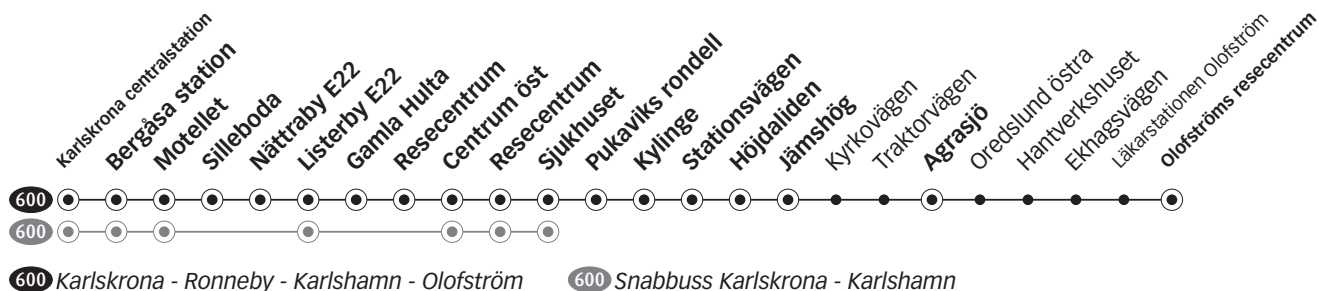 Karlskrona centralstation
Bergåsa station
Motellet
Silleboda
Nättraby E22
Listerby E22
Gamla Hulta
Resecentrum
Centrum öst
Resecentrum
Sjukhuset
Pukaviks rondell
Kylinge
Stationsvägen
Höjdaliden
Jämshög
Kyrkovägen
Traktorvägen
Agrasjö
Oredslund östra
Hantverkshuset
Ekhagsvägen
Läkarstationen Olofström
Olofströms resecentrum
600
600
600 Karlskrona - Ronneby - Karlshamn - Olofström 600 Snabbuss Karlskrona - Karlshamn